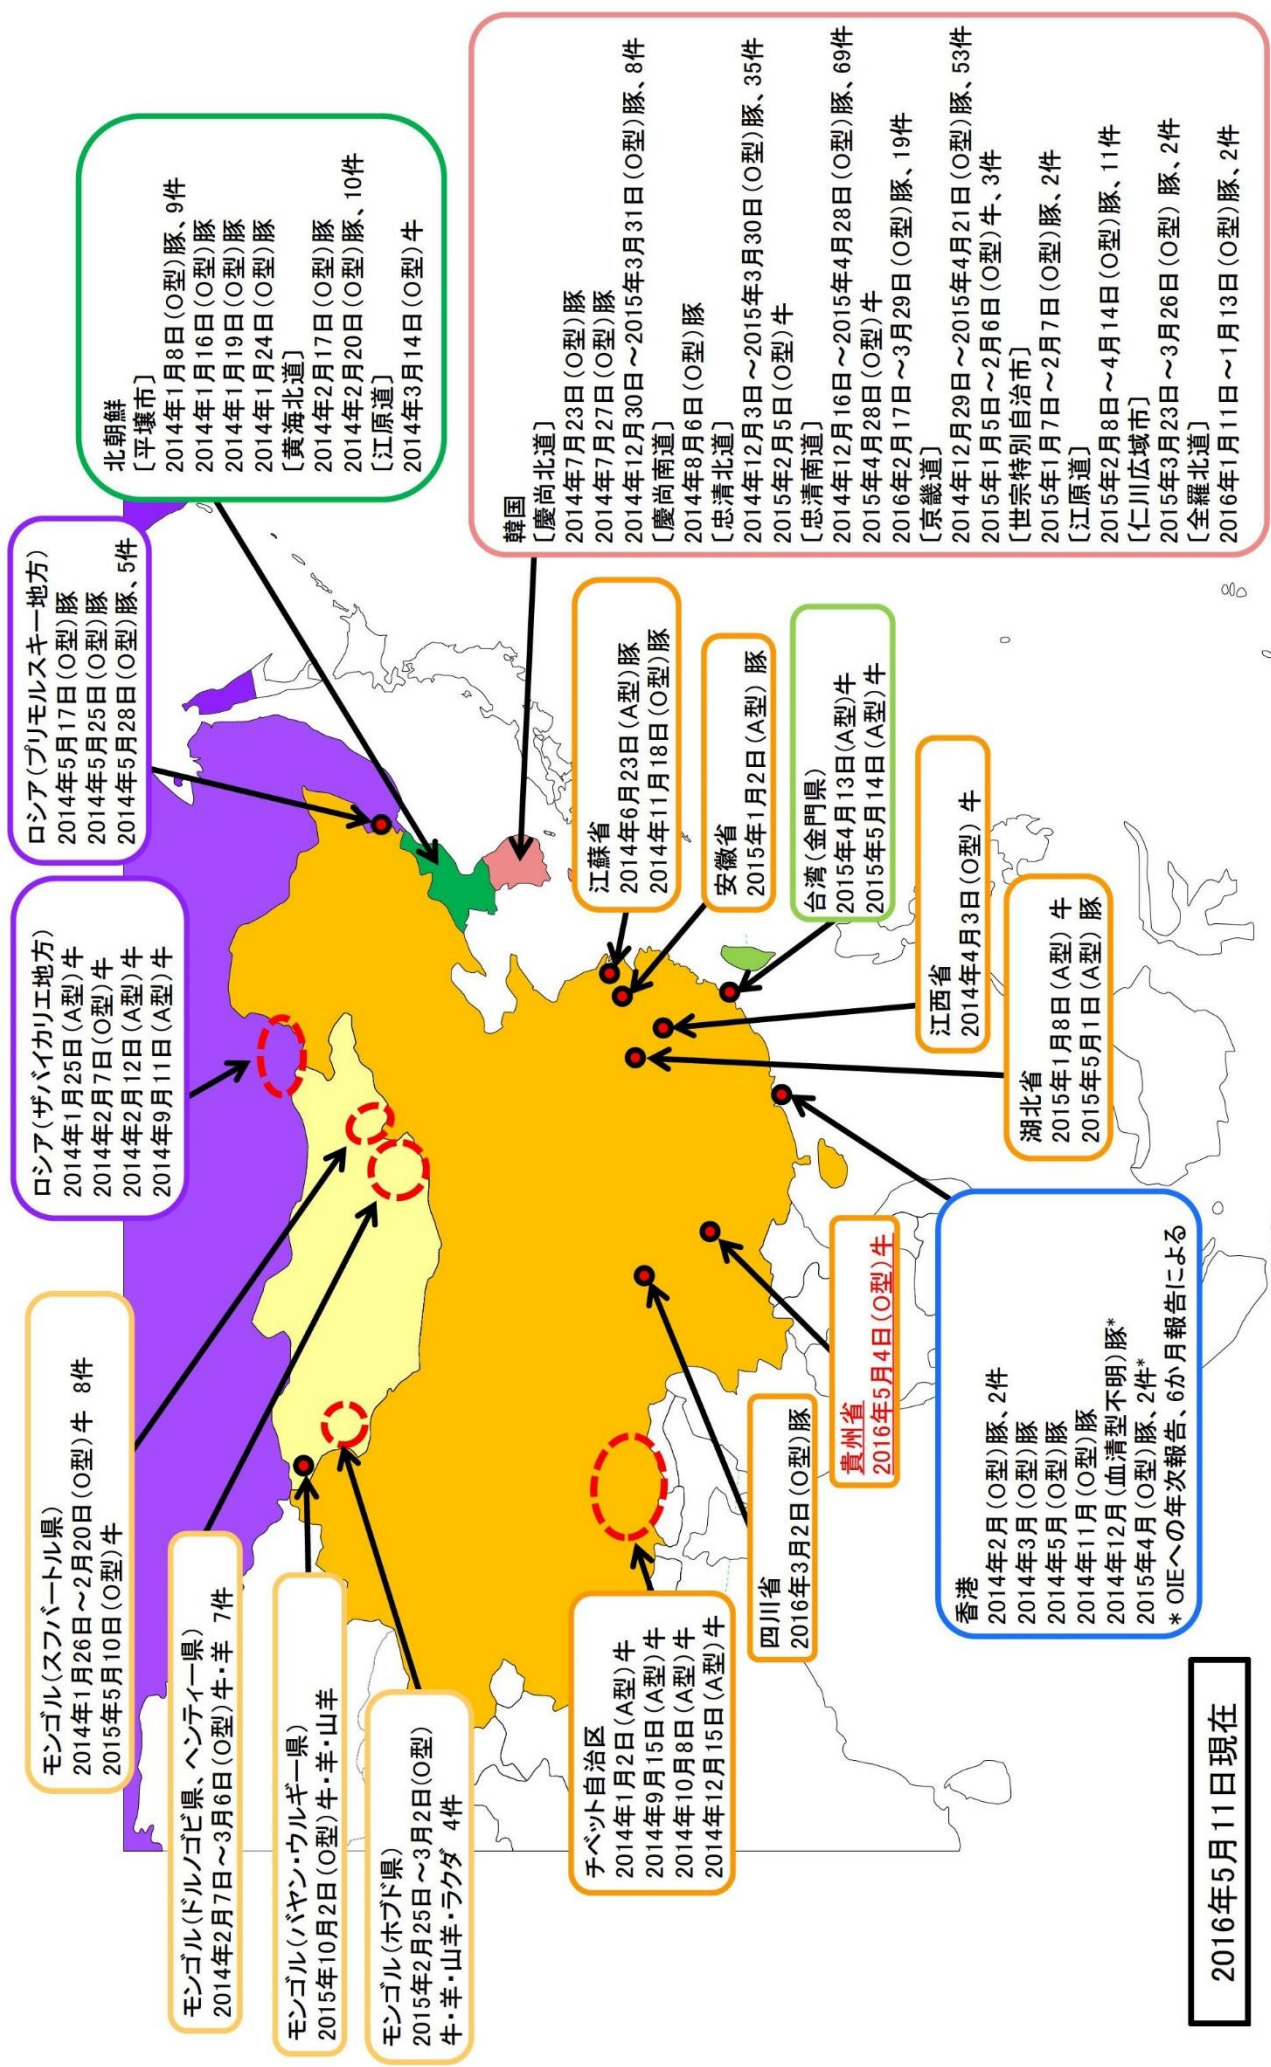 モンゴル(スフバートル県)
2014年1月26日～2月20日(O型)牛 8件
2015年5月10日(O型)牛
モンゴル(ドルノゴビ県、ヘンティー県)
2014年2月7日～3月6日(O型)牛・羊 7件
モンゴル(バヤン・ウルギー県)
2015年10月2日(O型)牛・羊・山羊
モンゴル(ホブド県)
2015年2月25日～3月2日(O型)
牛・羊・山羊・ラクダ 4件
ロシア(ザバイカリエ地方)
2014年1月25日(A型)牛
2014年2月7日(O型)牛
2014年2月12日(A型)牛
2014年9月11日(A型)牛
ロシア(プリモルスキー地方)
2014年5月17日(O型)豚
2014年5月25日(O型)豚
2014年5月28日(O型)豚、5件
北朝鮮
[平壌市]
2014年1月8日(O型)豚、9件
2014年1月16日(O型)豚
2014年1月19日(O型)豚
2014年1月24日(O型)豚
[黄海北道]
2014年2月17日(O型)豚
2014年2月20日(O型)豚、10件
[江原道]
2014年3月14日(O型)牛
韓国
[慶尚北道]
2014年7月23日(O型)豚
2014年7月27日(O型)豚
2014年12月30日～2015年3月31日(O型)豚、8件
[慶尚南道]
2014年8月6日(O型)豚
[忠清北道]
2014年12月3日～2015年3月30日(O型)豚、35件
2015年2月5日(O型)牛
[忠清南道]
2014年12月16日～2015年4月28日(O型)豚、69件
2015年4月28日(O型)牛
2016年2月17日～3月29日(O型)豚、19件
[京畿道]
2014年12月29日～2015年4月21日(O型)豚、53件
2015年1月5日～2月6日(O型)牛、3件
[世宗特別自治市]
2015年1月7日～2月7日(O型)豚、2件
[江原道]
2015年2月8日～4月14日(O型)豚、11件
[仁川広域市]
2015年3月23日～3月26日(O型)豚、2件
[全羅北道]
2016年1月11日～1月13日(O型)豚、2件
江蘇省
2014年6月23日(A型)豚
2014年11月18日(O型)豚
安徽省
2015年1月2日(A型)豚
台湾(金門県)
2015年4月13日(A型)牛
2015年5月14日(A型)牛
江西省
2014年4月3日(O型)牛
湖北省
2015年1月8日(A型)牛
2015年5月1日(A型)豚
チベット自治区
2014年1月2日(A型)牛
2014年9月15日(A型)牛
2014年10月8日(A型)牛
2014年12月15日(A型)牛
四川省
2016年3月2日(O型)豚
貴州省
2016年5月4日(O型)牛
香港
2014年2月(O型)豚、2件
2014年3月(O型)豚
2014年5月(O型)豚
2014年11月(O型)豚
2014年12月(血清型不明)豚*
2015年4月(O型)豚、2件*
* OIEへの年次報告、6か月報告による
2016年5月11日現在